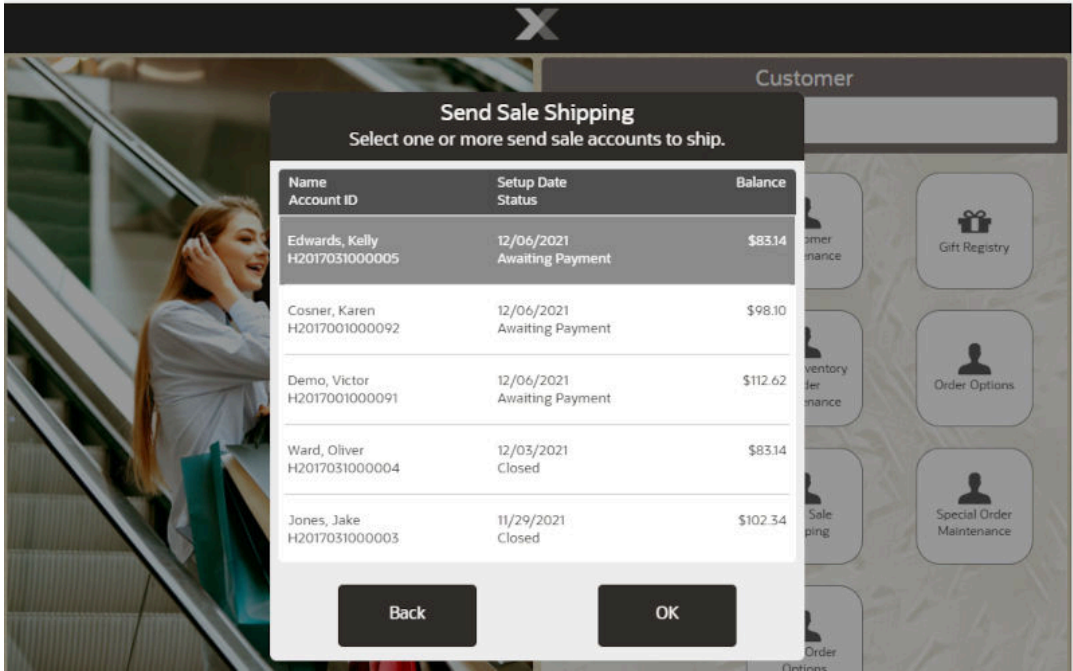 Customer
Send Sale Shipping
Select one or more send sale accounts to ship.
Name Setup Date Balance
Account ID Status
Edwards, Kelly 12/06/2021 $83.14
H2017031000005 Awaiting Payment
Cosner, Karen 12/06/2021 $98.10
H2017001000092 Awaiting Payment
Demo, Victor 12/06/2021 $112.62
H2017001000091 Awaiting Payment
Ward, Oliver 12/03/2021 $83.14
H2017031000004 Closed
Jones, Jake 11/29/2021 $102.34
H2017031000003 Closed
Back OK
Gift Registry
Order Options
Sale
Special Order
Maintenance
Order
Options